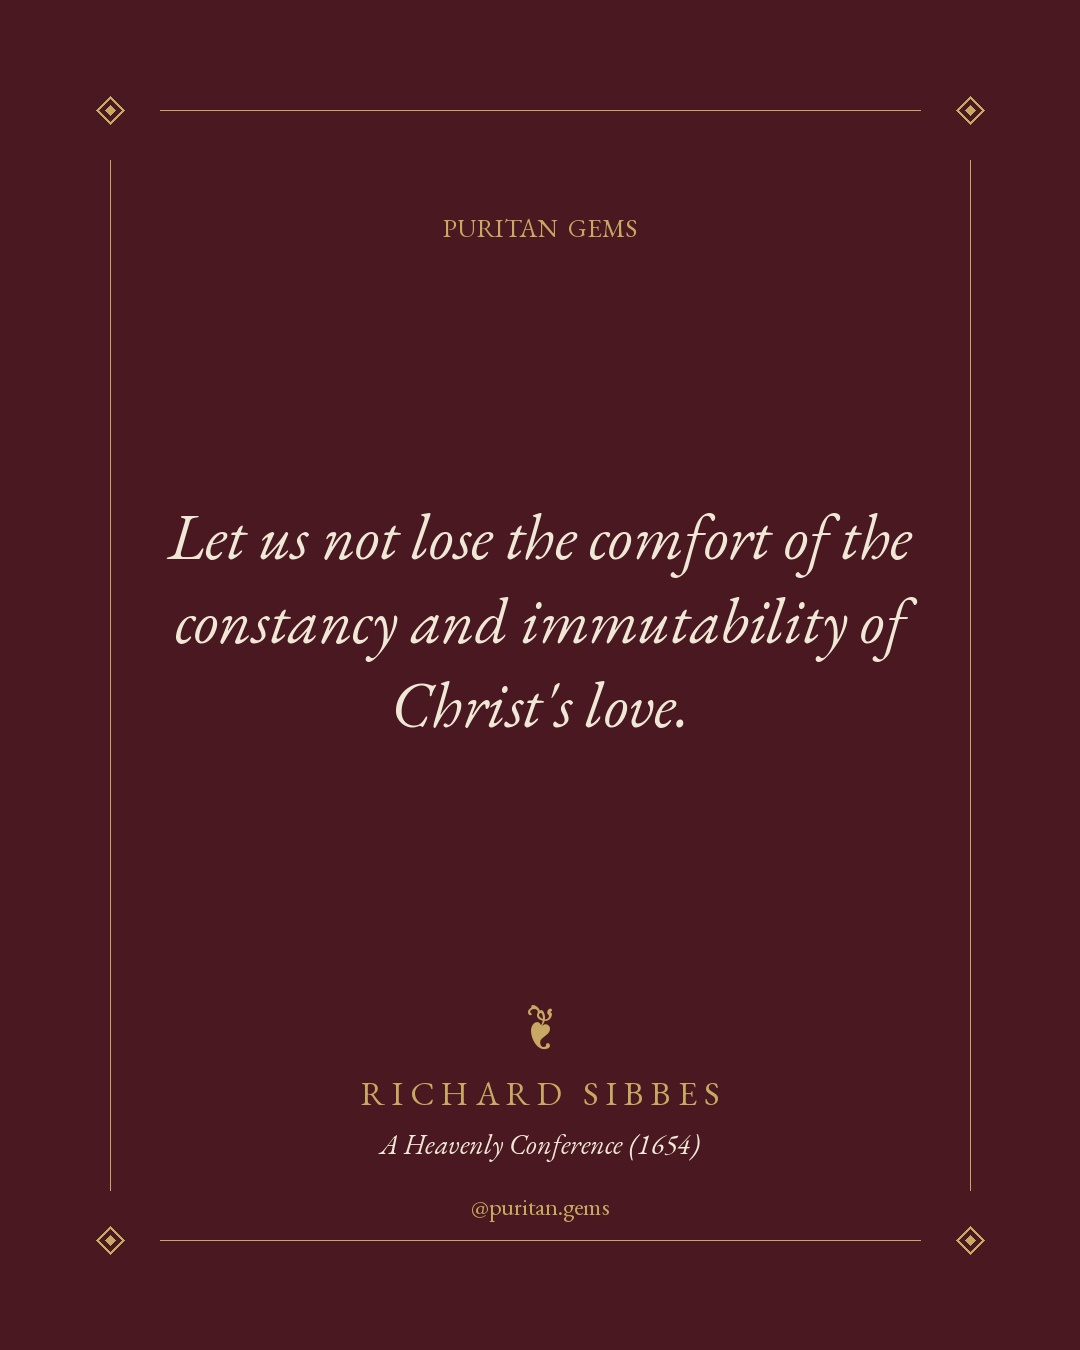 PURITAN GEMS
Let us not lose the comfort of the
constancy and immutability of
Christ's love.
RICHARD SIBBES
A Heavenly Conference (1654)
@puritan.gems